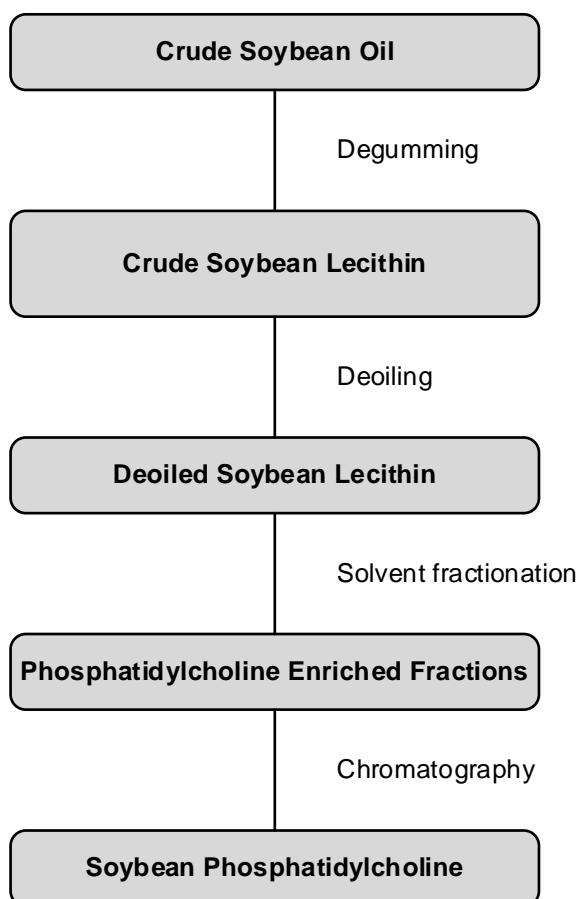 Crude Soybean Oil
Degumming
Crude Soybean Lecithin
Deoiling
Deoiled Soybean Lecithin
Solvent fractionation
Phosphatidylcholine Enriched Fractions
Chromatography
Soybean Phosphatidylcholine